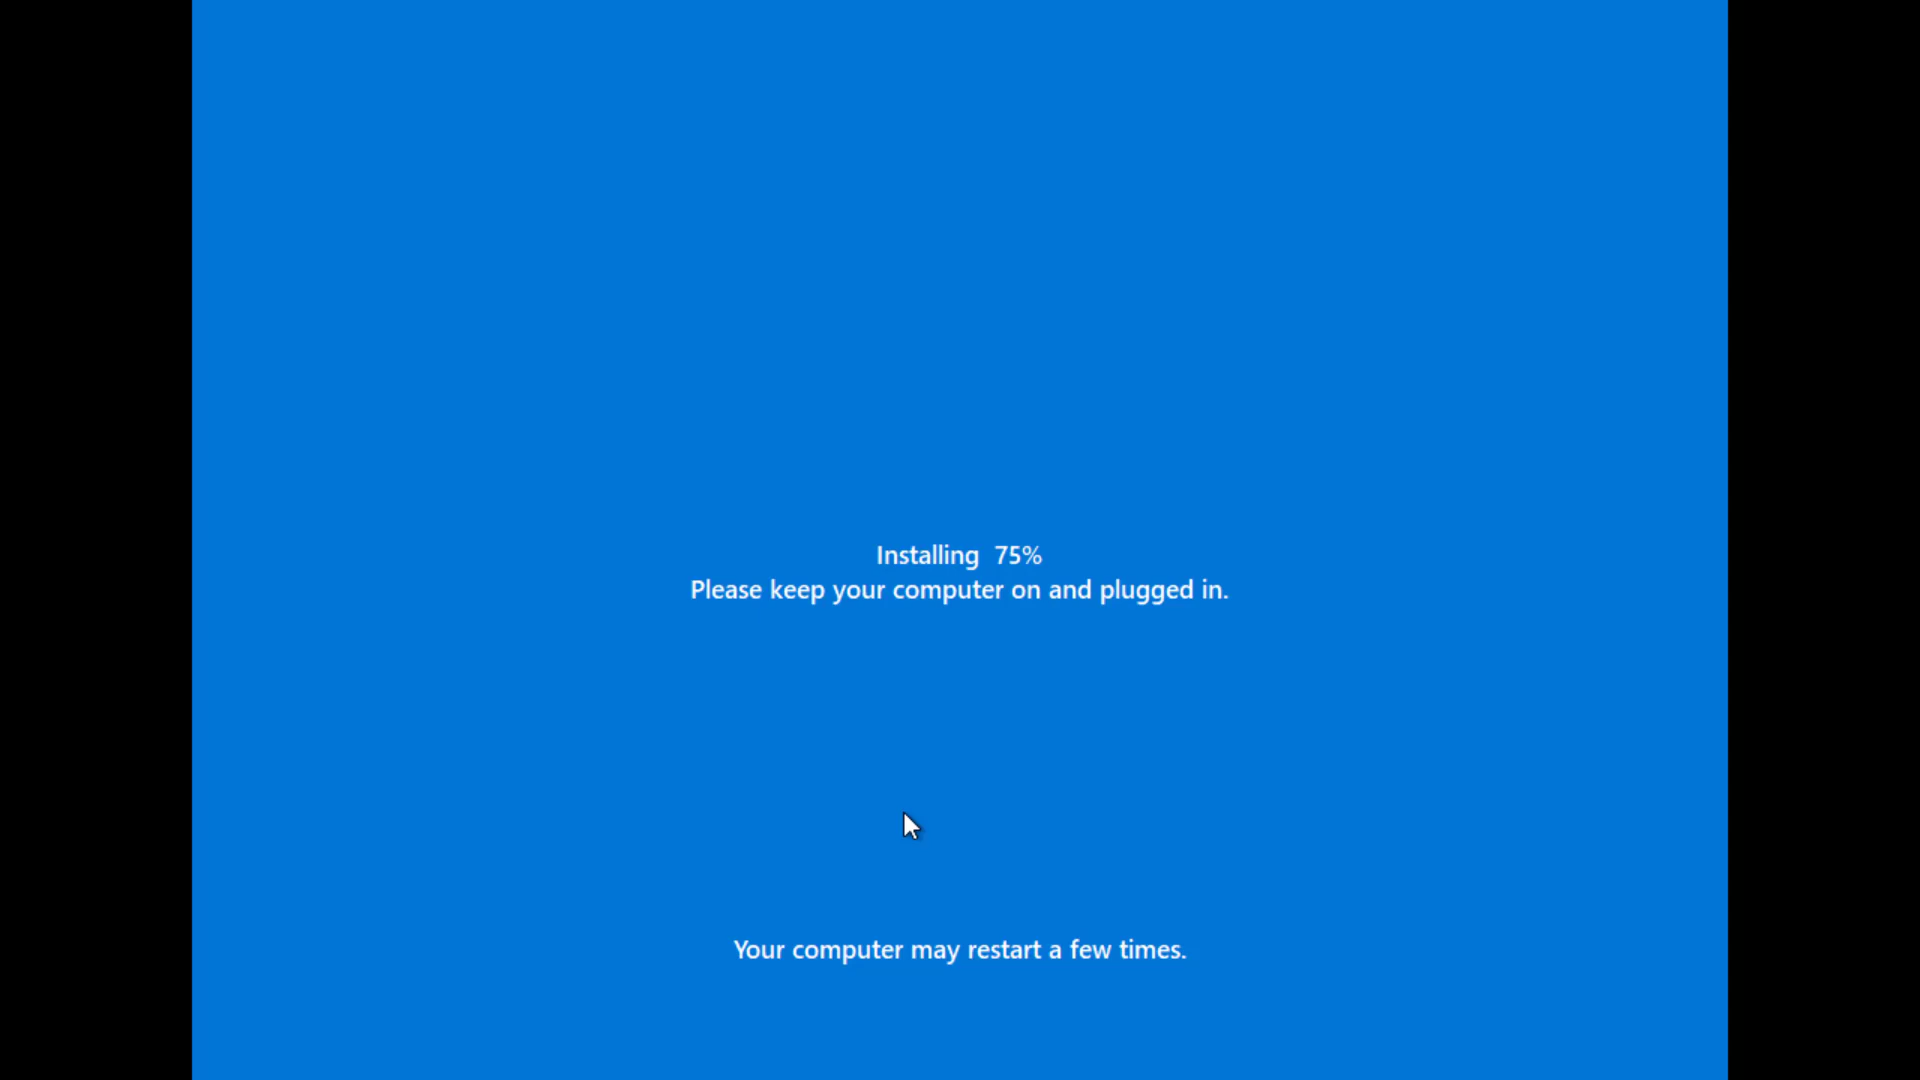 Installing 75%
Please keep your computer on and plugged in.
Your computer may restart a few times.